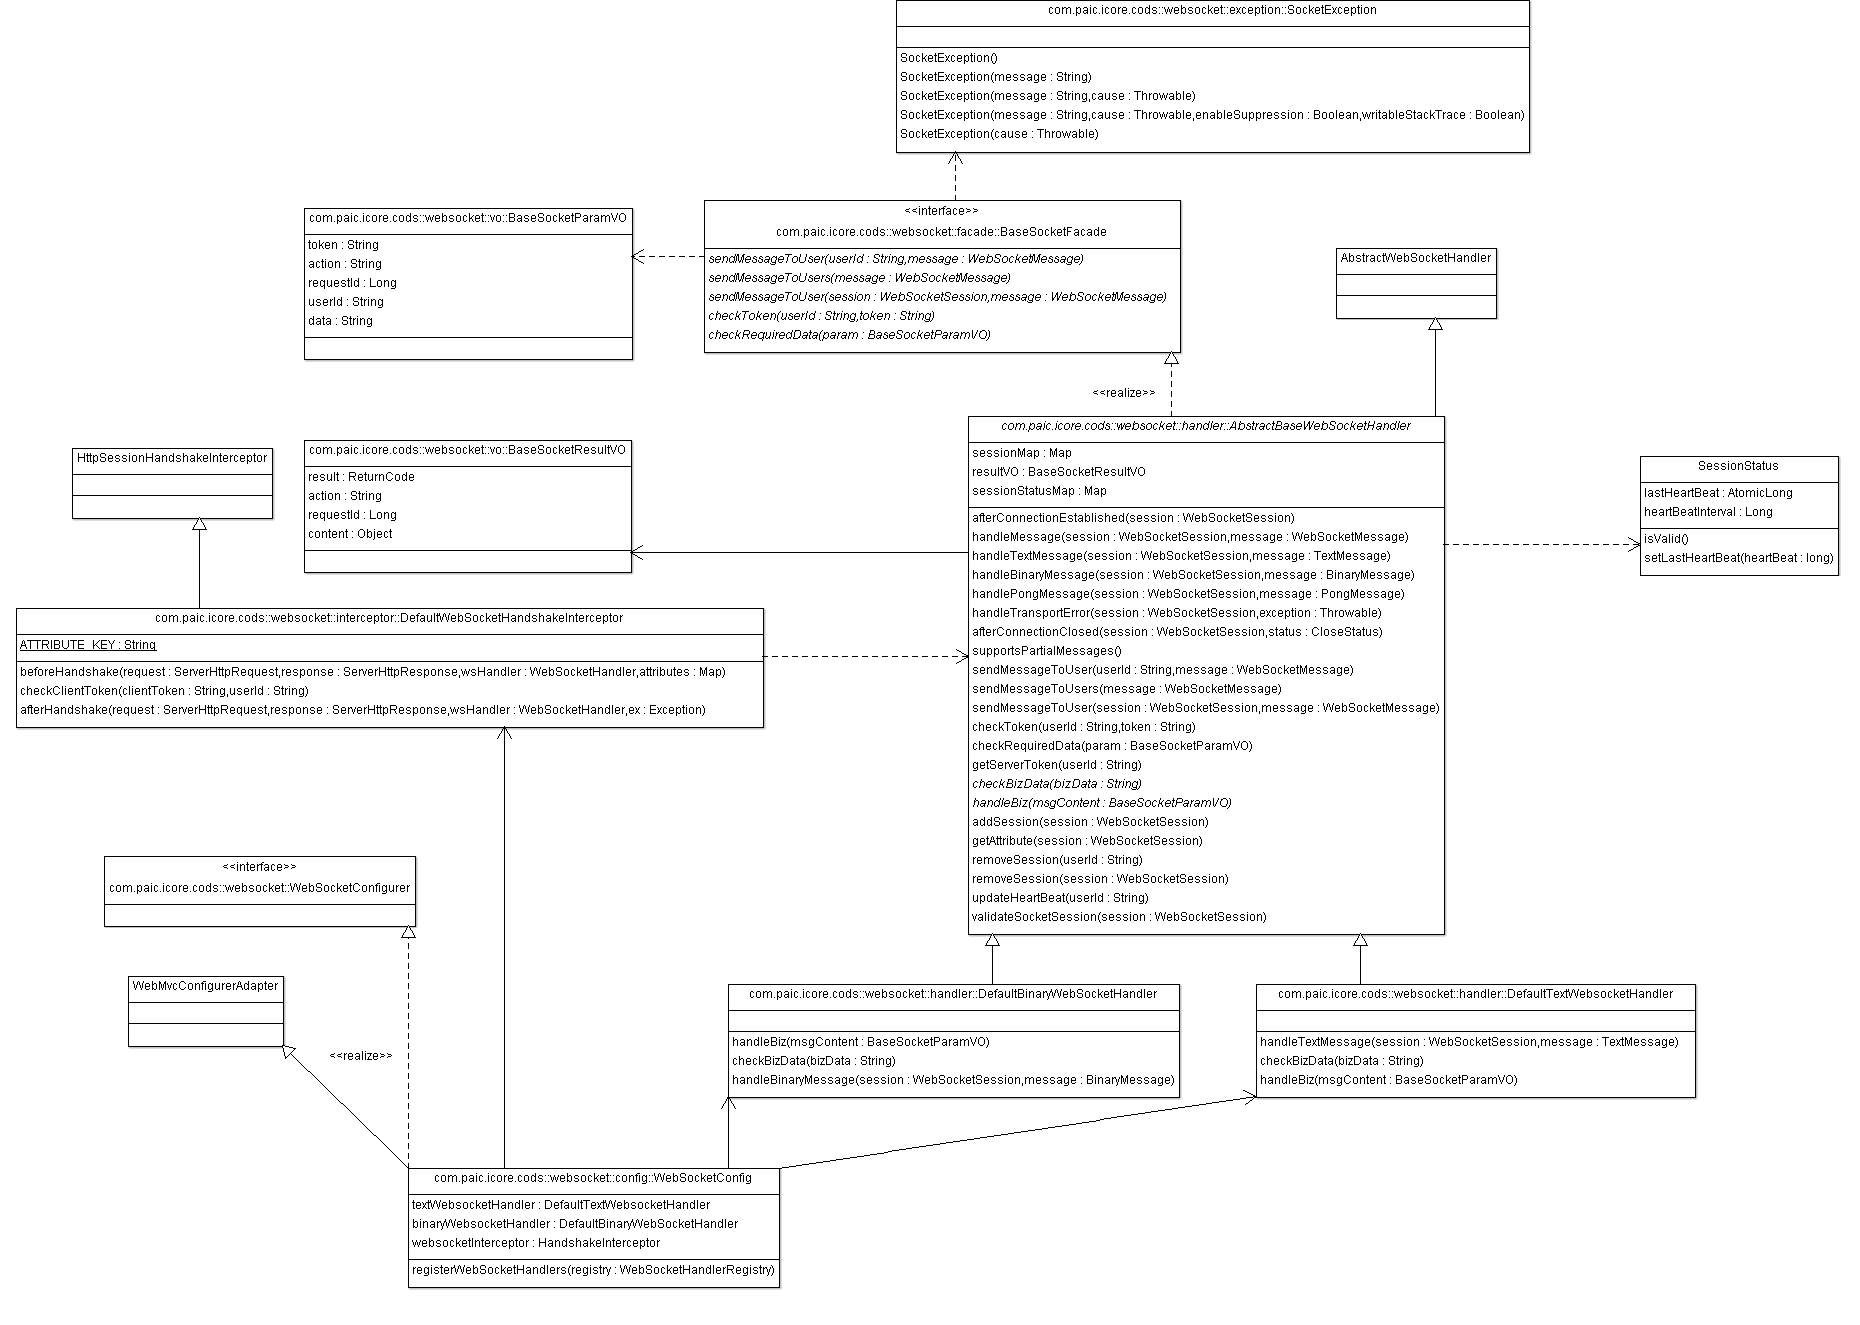 com.paic.icore.cods::websocket::exception::SocketException
SocketException()
SocketException(message : String)
SocketException(message : String,cause : Throwable)
SocketException(message : String,cause : Throwable,enableSuppression : Boolean,writableStackTrace : Boolean)
SocketException(cause : Throwable)
com.paic.icore.cods::websocket::vo::BaseSocketParamVO
token : String
action : String
requestId : Long
userId : String
data : String
<<interface>>
com.paic.icore.cods::websocket::facade::BaseSocketFacade
sendMessageToUser(userId : String,message : WebSocketMessage)
sendMessageToUsers(message : WebSocketMessage)
sendMessageToUser(session : WebSocketSession,message : WebSocketMessage)
checkToken(userId : String,token : String)
checkRequiredData(param : BaseSocketParamVO)
AbstractWebSocketHandler
<<realize>>
HttpSessionHandshakeInterceptor
com.paic.icore.cods::websocket::vo::BaseSocketResultVO
result : ReturnCode
action : String
requestId : Long
content : Object
com.paic.icore.cods::websocket::handler::AbstractBaseWebSocketHandler
sessionMap : Map
resultVO : BaseSocketResultVO
sessionStatusMap : Map
afterConnectionEstablished(session : WebSocketSession)
handleMessage(session : WebSocketSession,message : WebSocketMessage)
handleTextMessage(session : WebSocketSession,message : TextMessage)
handleBinaryMessage(session : WebSocketSession,message : BinaryMessage)
handlePongMessage(session : WebSocketSession,message : PongMessage)
handleTransportError(session : WebSocketSession,exception : Throwable)
afterConnectionClosed(session : WebSocketSession,status : CloseStatus)
supportsPartialMessages()
sendMessageToUser(userId : String,message : WebSocketMessage)
sendMessageToUsers(message : WebSocketMessage)
sendMessageToUser(session : WebSocketSession,message : WebSocketMessage)
checkToken(userId : String,token : String)
checkRequiredData(param : BaseSocketParamVO)
getServerToken(userId : String)
checkBizData(bizData : String)
handleBiz(msgContent : BaseSocketParamVO)
addSession(session : WebSocketSession)
getAttribute(session : WebSocketSession)
removeSession(userId : String)
removeSession(session : WebSocketSession)
updateHeartBeat(userId : String)
validateSocketSession(session : WebSocketSession)
SessionStatus
lastHeartBeat : AtomicLong
heartBeatInterval : Long
isValid()
setLastHeartBeat(heartBeat : long)
com.paic.icore.cods::websocket::interceptor::DefaultWebSocketHandshakeInterceptor
ATTRIBUTE_KEY : String
beforeHandshake(request : ServerHttpRequest,response : ServerHttpResponse,wsHandler : WebSocketHandler,attributes : Map)
checkClientToken(clientToken : String,userId : String)
afterHandshake(request : ServerHttpRequest,response : ServerHttpResponse,wsHandler : WebSocketHandler,ex : Exception)
<<interface>>
com.paic.icore.cods::websocket::WebSocketConfigurer
WebMvcConfigurerAdapter
<<realize>>
com.paic.icore.cods::websocket::handler::DefaultBinaryWebSocketHandler
handleBiz(msgContent : BaseSocketParamVO)
checkBizData(bizData : String)
handleBinaryMessage(session : WebSocketSession,message : BinaryMessage)
com.paic.icore.cods::websocket::handler::DefaultTextWebsocketHandler
handleTextMessage(session : WebSocketSession,message : TextMessage)
checkBizData(bizData : String)
handleBiz(msgContent : BaseSocketParamVO)
com.paic.icore.cods::websocket::config::WebSocketConfig
textWebsocketHandler : DefaultTextWebsocketHandler
binaryWebsocketHandler : DefaultBinaryWebSocketHandler
websocketInterceptor : HandshakeInterceptor
registerWebSocketHandlers(registry : WebSocketHandlerRegistry)